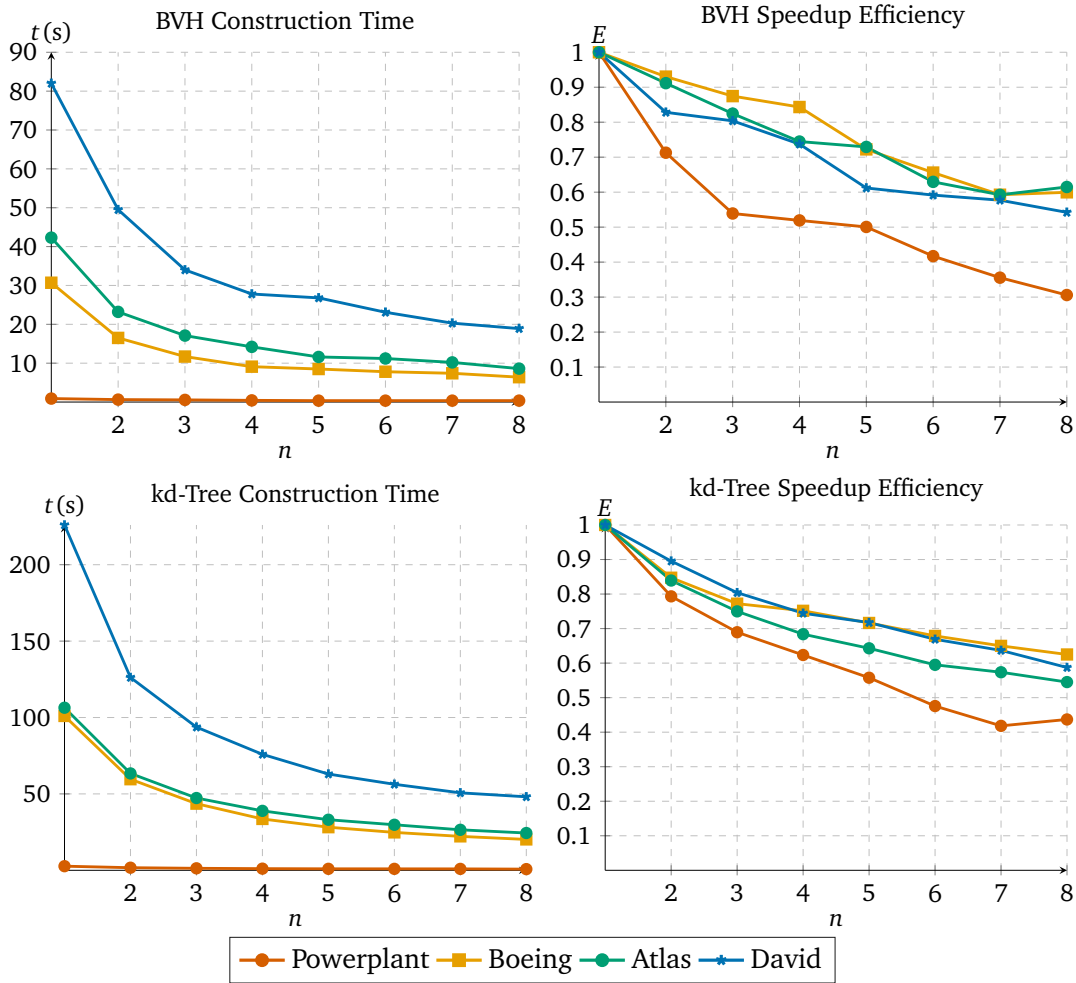 BVH Construction Time
t (s)
90
80
70
60
50
40
30
20
10
2 3 4 5 6 7 8
n
BVH Speedup Efficiency
E
1
0.9
0.8
0.7
0.6
0.5
0.4
0.3
0.2
0.1
2 3 4 5 6 7 8
n
kd-Tree Construction Time
t (s)
200
150
100
50
2 3 4 5 6 7 8
n
kd-Tree Speedup Efficiency
E
1
0.9
0.8
0.7
0.6
0.5
0.4
0.3
0.2
0.1
2 3 4 5 6 7 8
n
Powerplant Boeing Atlas David